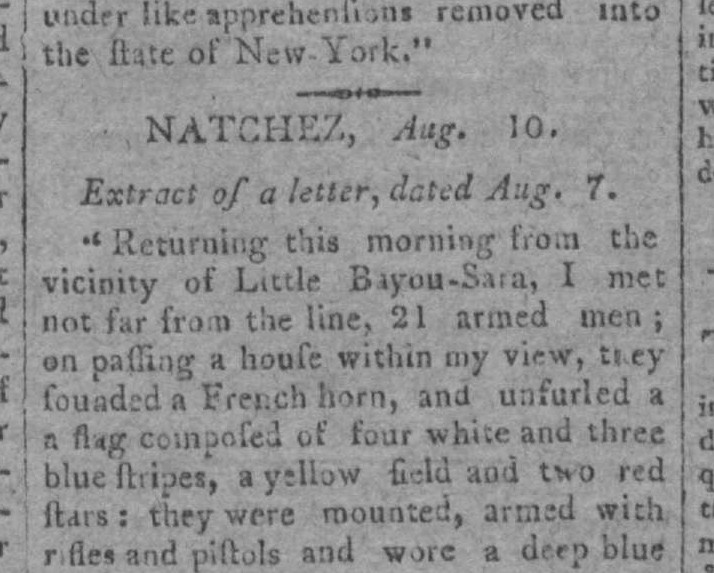 under like apprehenſions removed into
the ſtate of New-York."
NATCHEZ, Aug. 10.
Extract of a letter, dated Aug. 7.
"Returning this morning from the
vicinity of Little Bayou-Sara, I met
not far from the line, 21 armed men;
on paſſing a houſe within my view, they
ſounded a French horn, and unfurled a
a flag compoſed of four white and three
blue ſtripes, a yellow field and two red
ſtars: they were mounted, armed with
rifles and piſtols and wore a deep blue